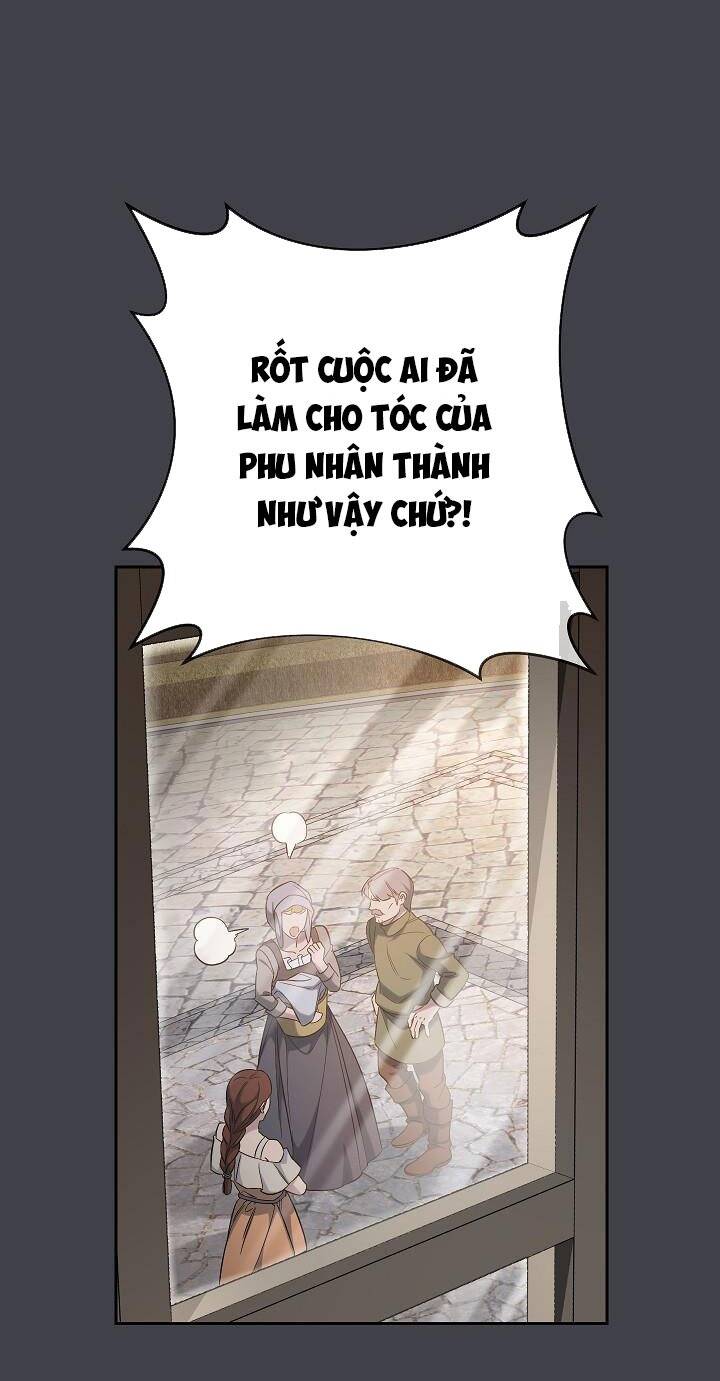 RỐT CUỘC AI ĐÃ
LÀM CHO TÓC CỦA
PHU NHÂN THÀNH
NHƯ VẬY CHỨ?!